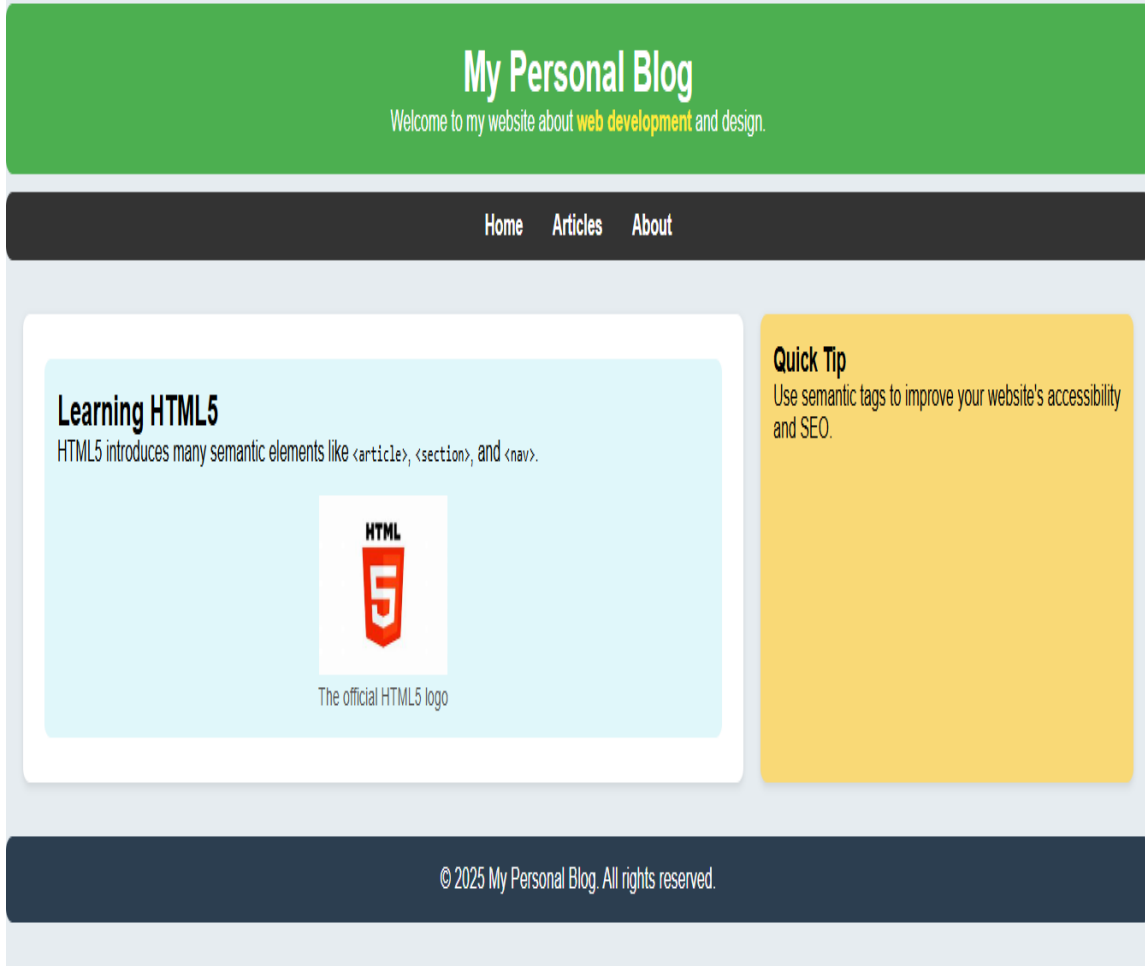 My Personal Blog
Welcome to my website about web development and design.
Home Articles About
Learning HTML5
HTML5 introduces many semantic elements like <article>, <section>, and <nav>.
HTML
5
The official HTML5 logo
Quick Tip
Use semantic tags to improve your website's accessibility
and SEO.
© 2025 My Personal Blog. All rights reserved.